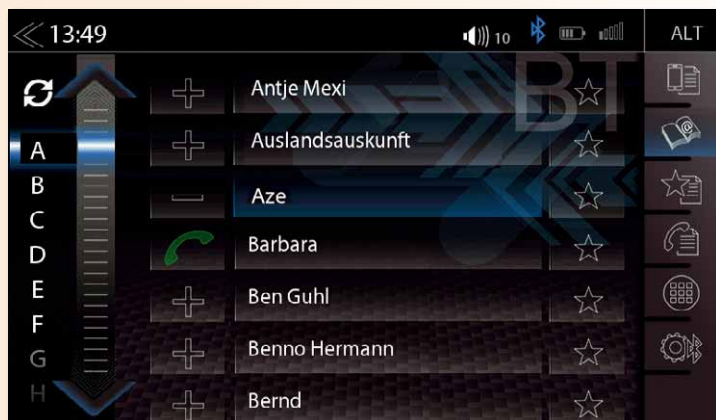 13:49
10
ALT
BT
A
B
C
D
E
F
G
H
Antje Mexi
Auslandsauskunft
Aze
Barbara
Ben Guhl
Benno Hermann
Bernd